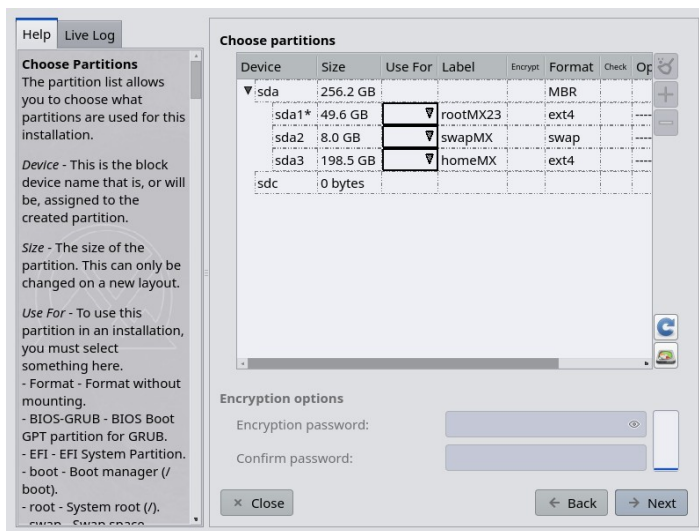 Help
Live Log
Choose Partitions
The partition list allows
you to choose what
partitions are used for this
installation.
Device - This is the block
device name that is, or will
be, assigned to the
created partition.
Size - The size of the
partition. This can only be
changed on a new layout.
Use For - To use this
partition in an installation,
you must select
something here.
- Format - Format without
mounting.
- BIOS-GRUB - BIOS Boot
GPT partition for GRUB.
- EFI - EFI System Partition.
- boot - Boot manager (/
boot).
- root - System root (/).
- swap - Swap space.
Choose partitions
Device Size Use For Label Encrypt Format Check Op
sda 256.2 GB MBR
sda1* 49.6 GB rootMX23 ext4 ----
sda2 8.0 GB swapMX swap ----
sda3 198.5 GB homeMX ext4 ----
sdc 0 bytes
Encryption options
Encryption password:
Confirm password:
Close
Back
Next